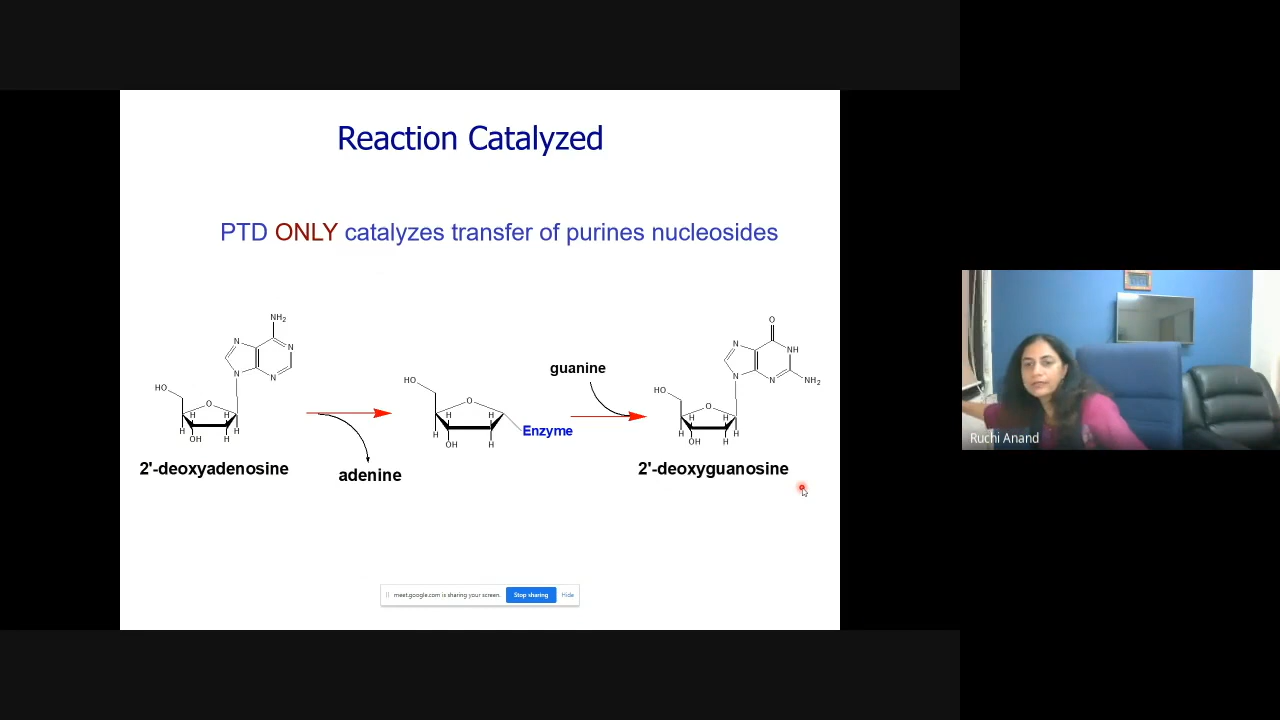 Reaction Catalyzed
PTD ONLY catalyzes transfer of purines nucleosides
NH2
N
N
N
N
HO
O
H
H
H
H
OH
H
2'-deoxyadenosine
adenine
HO
O
H
H
H
OH
H
Enzyme
guanine
O
N
NH
N
N
NH2
HO
O
H
H
H
H
OH
H
2'-deoxyguanosine
meet.google.com is sharing your screen.
Stop sharing
Hide
Ruchi Anand